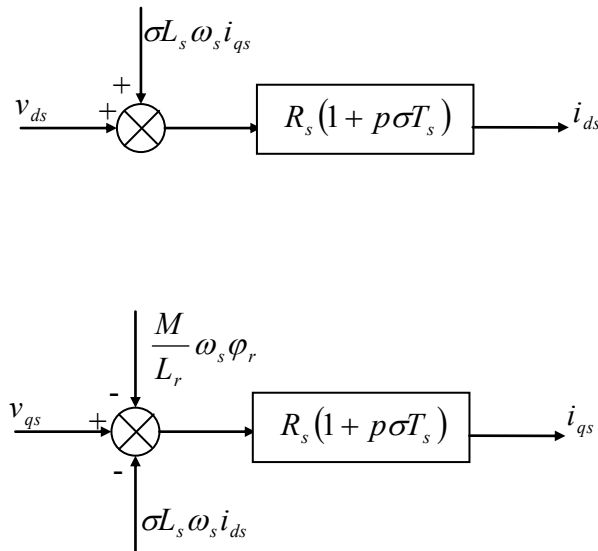 σL_s ω_s i_qs
+
v_ds + R_s(1 + pσT_s) i_ds
M/L_r ω_s φ_r
-
v_qs + R_s(1 + pσT_s) i_qs
-
σL_s ω_s i_ds